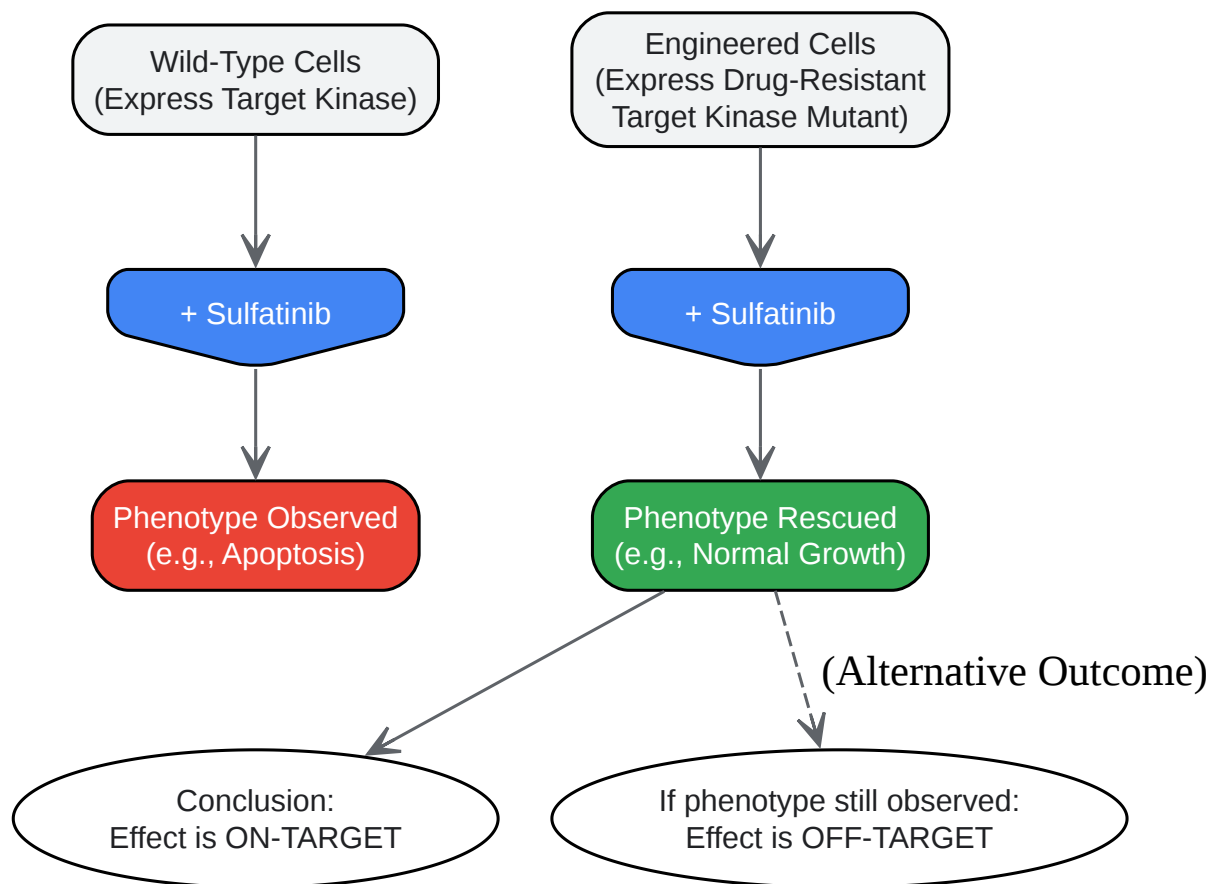 Wild-Type Cells
(Express Target Kinase)
Engineered Cells
(Express Drug-Resistant
Target Kinase Mutant)
+ Sulfatinib
+ Sulfatinib
Phenotype Observed
(e.g., Apoptosis)
Phenotype Rescued
(e.g., Normal Growth)
(Alternative Outcome)
Conclusion:
Effect is ON-TARGET
If phenotype still observed:
Effect is OFF-TARGET